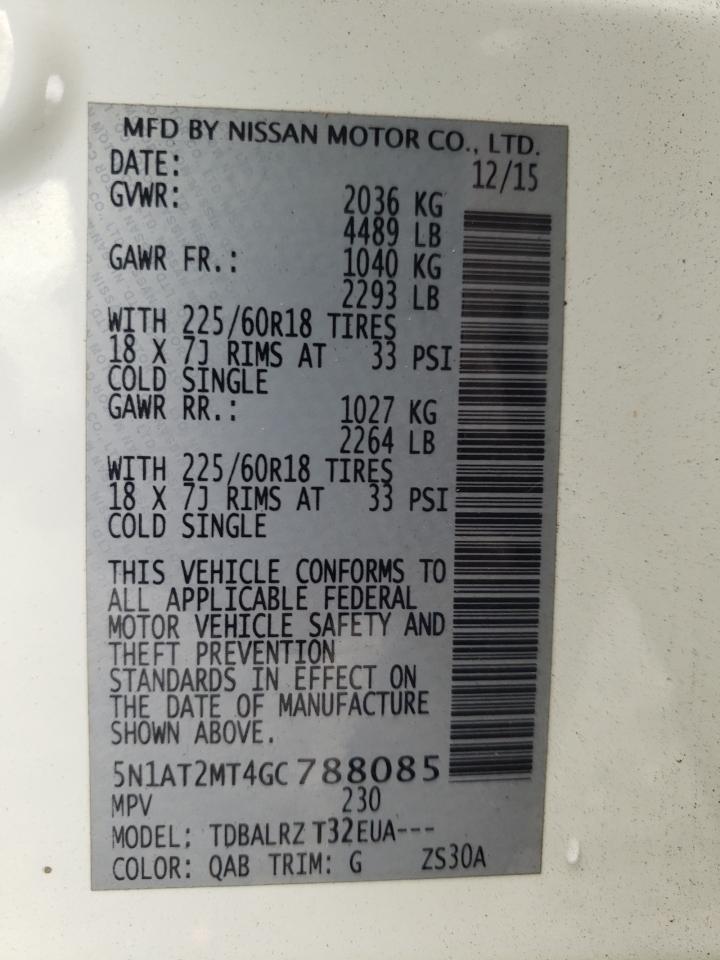 MFD BY NISSAN MOTOR CO., LTD.
DATE: 12/15
GVWR: 2036 KG
4489 LB
GAWR FR.: 1040 KG
2293 LB
WITH 225/60R18 TIRES
18 X 7J RIMS AT 33 PSI
COLD SINGLE
GAWR RR.: 1027 KG
2264 LB
WITH 225/60R18 TIRES
18 X 7J RIMS AT 33 PSI
COLD SINGLE
THIS VEHICLE CONFORMS TO
ALL APPLICABLE FEDERAL
MOTOR VEHICLE SAFETY AND
THEFT PREVENTION
STANDARDS IN EFFECT ON
THE DATE OF MANUFACTURE
SHOWN ABOVE.
5N1AT2MT4GC788085
MPV 230
MODEL: TDBALRZ T32EUA---
COLOR: QAB TRIM: G ZS30A